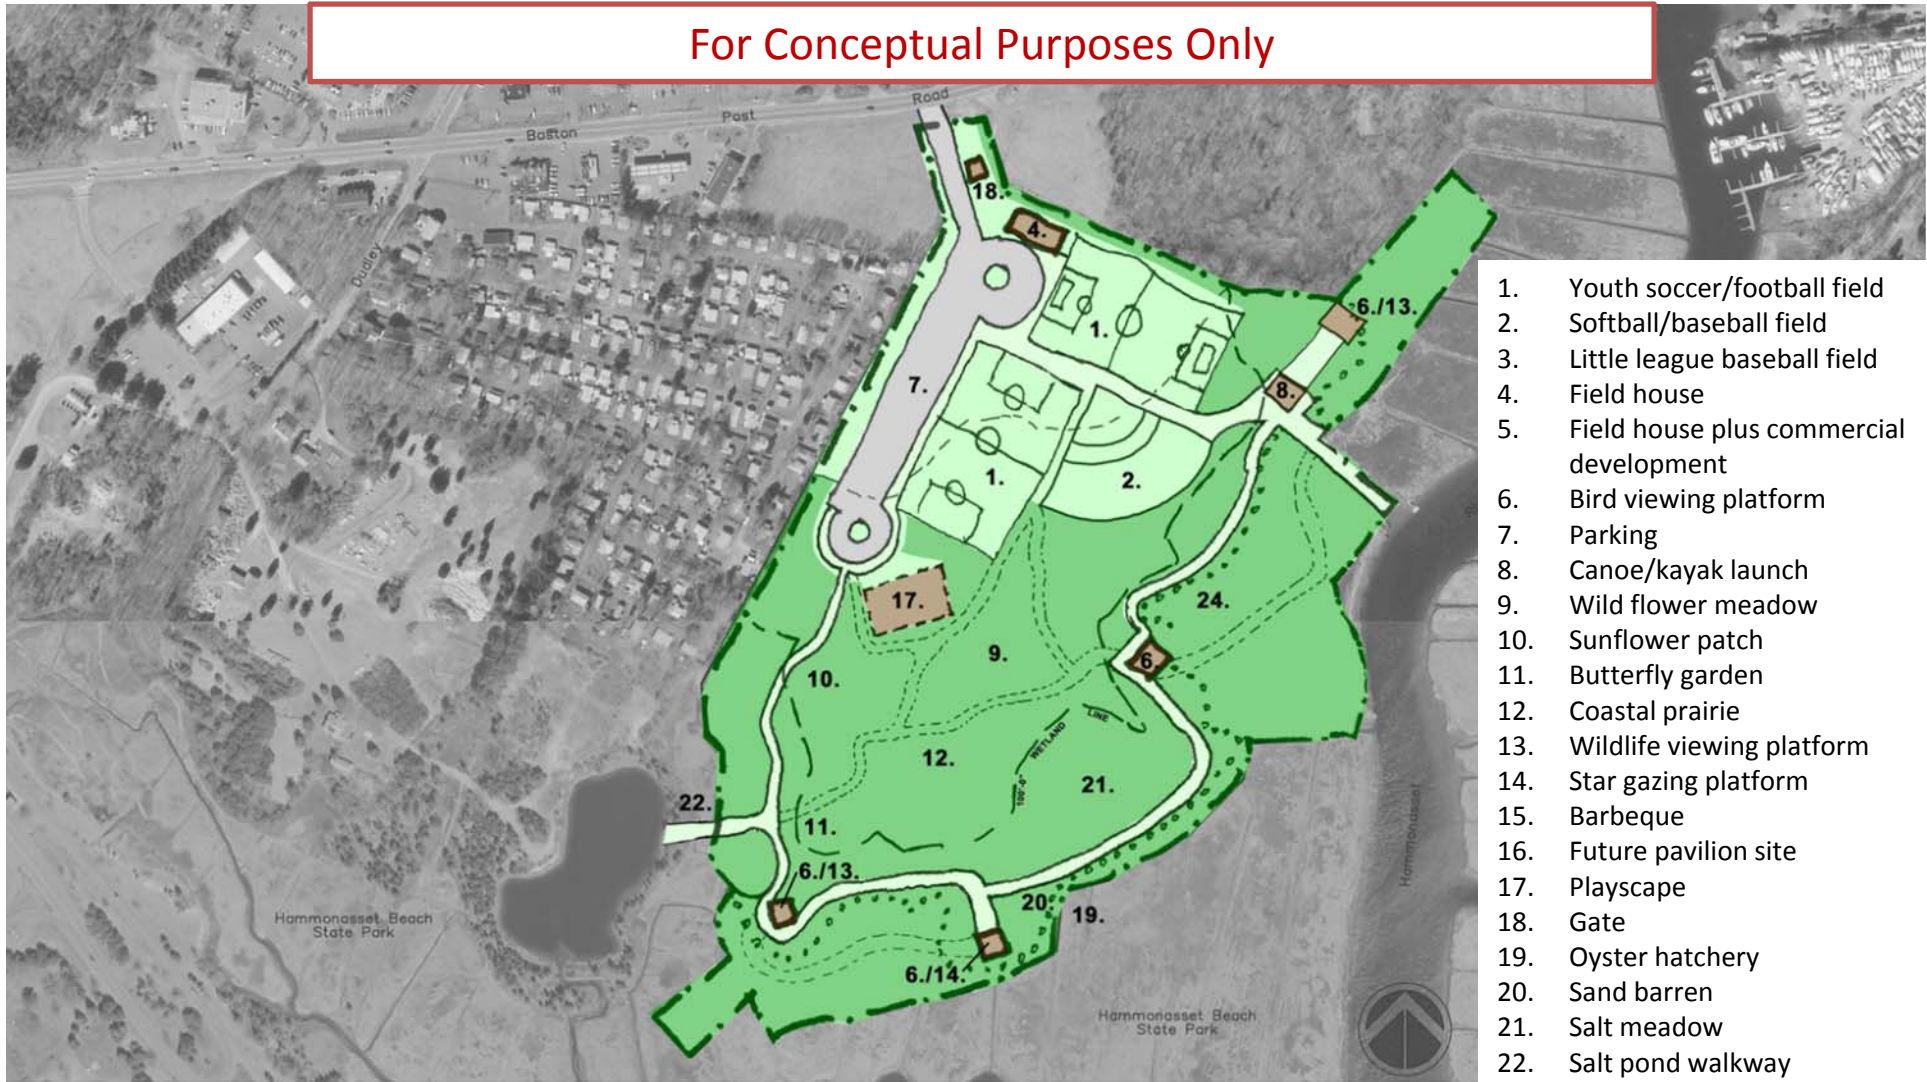 For Conceptual Purposes Only
Road
Post
Boston
Dudley
18.
4.
6./13.
1.
7.
8.
1.
2.
17.
24.
9.
6.
10.
WETLAND LINE
100'-0"
12.
21.
22.
11.
6./13.
20.
19.
6./14.
Hammonasset Beach
State Park
Hammonasset
Hammonasset Beach
State Park
1. Youth soccer/football field
2. Softball/baseball field
3. Little league baseball field
4. Field house
5. Field house plus commercial
development
6. Bird viewing platform
7. Parking
8. Canoe/kayak launch
9. Wild flower meadow
10. Sunflower patch
11. Butterfly garden
12. Coastal prairie
13. Wildlife viewing platform
14. Star gazing platform
15. Barbeque
16. Future pavilion site
17. Playscape
18. Gate
19. Oyster hatchery
20. Sand barren
21. Salt meadow
22. Salt pond walkway